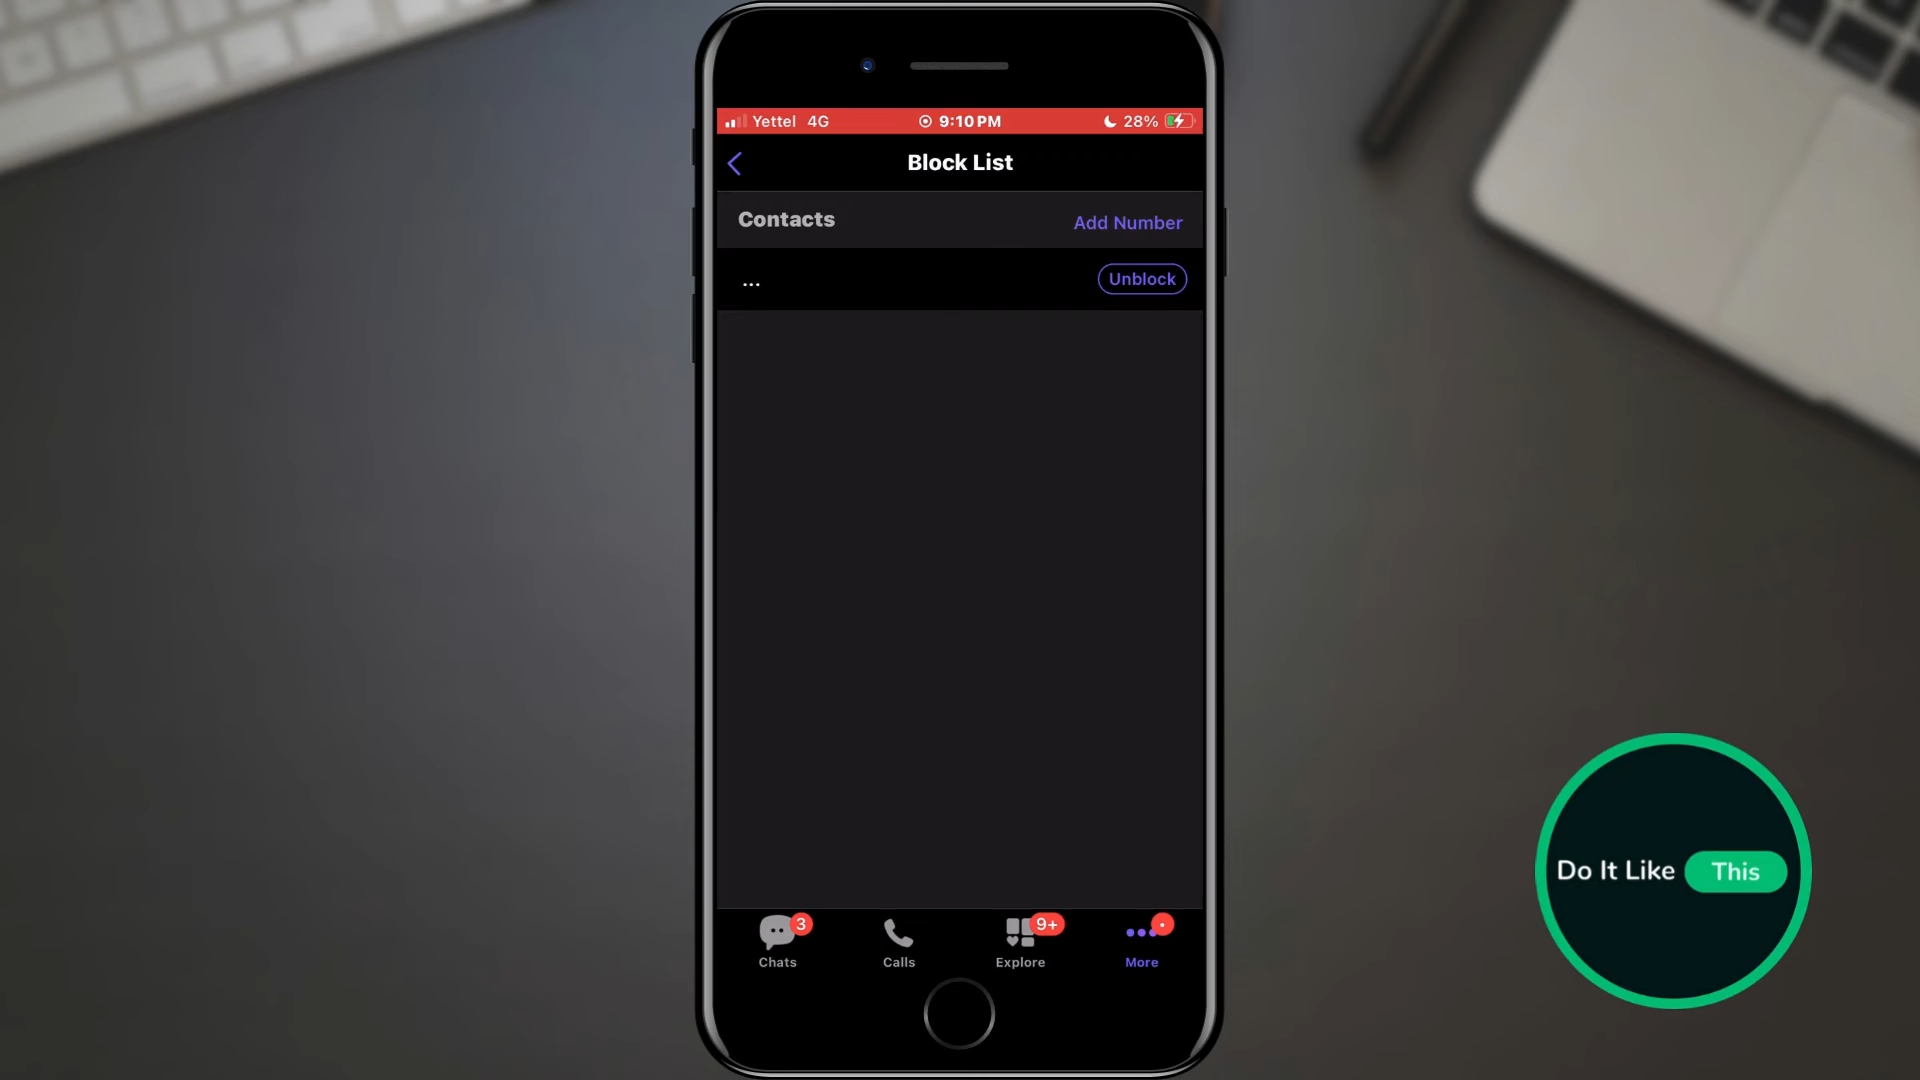 Yettel 4G 9:10 PM 28%
Block List
Contacts Add Number
... Unblock
3 9+
Chats Calls Explore More
Do It Like This